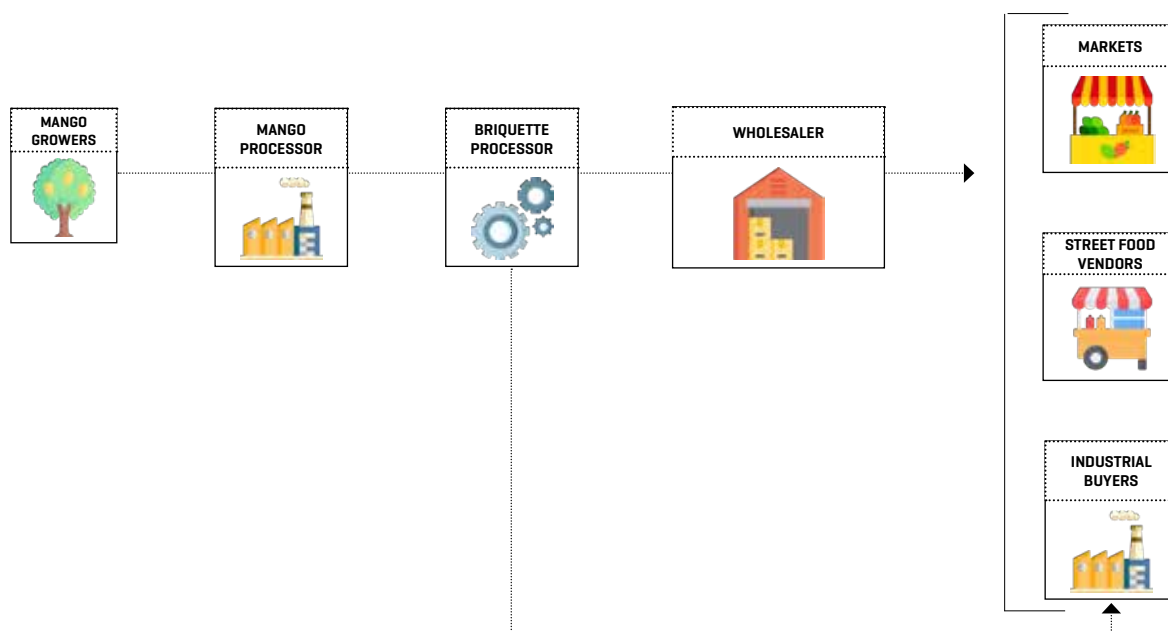 MANGO
GROWERS
MANGO
PROCESSOR
BRIQUETTE
PROCESSOR
WHOLESALER
MARKETS
STREET FOOD
VENDORS
INDUSTRIAL
BUYERS